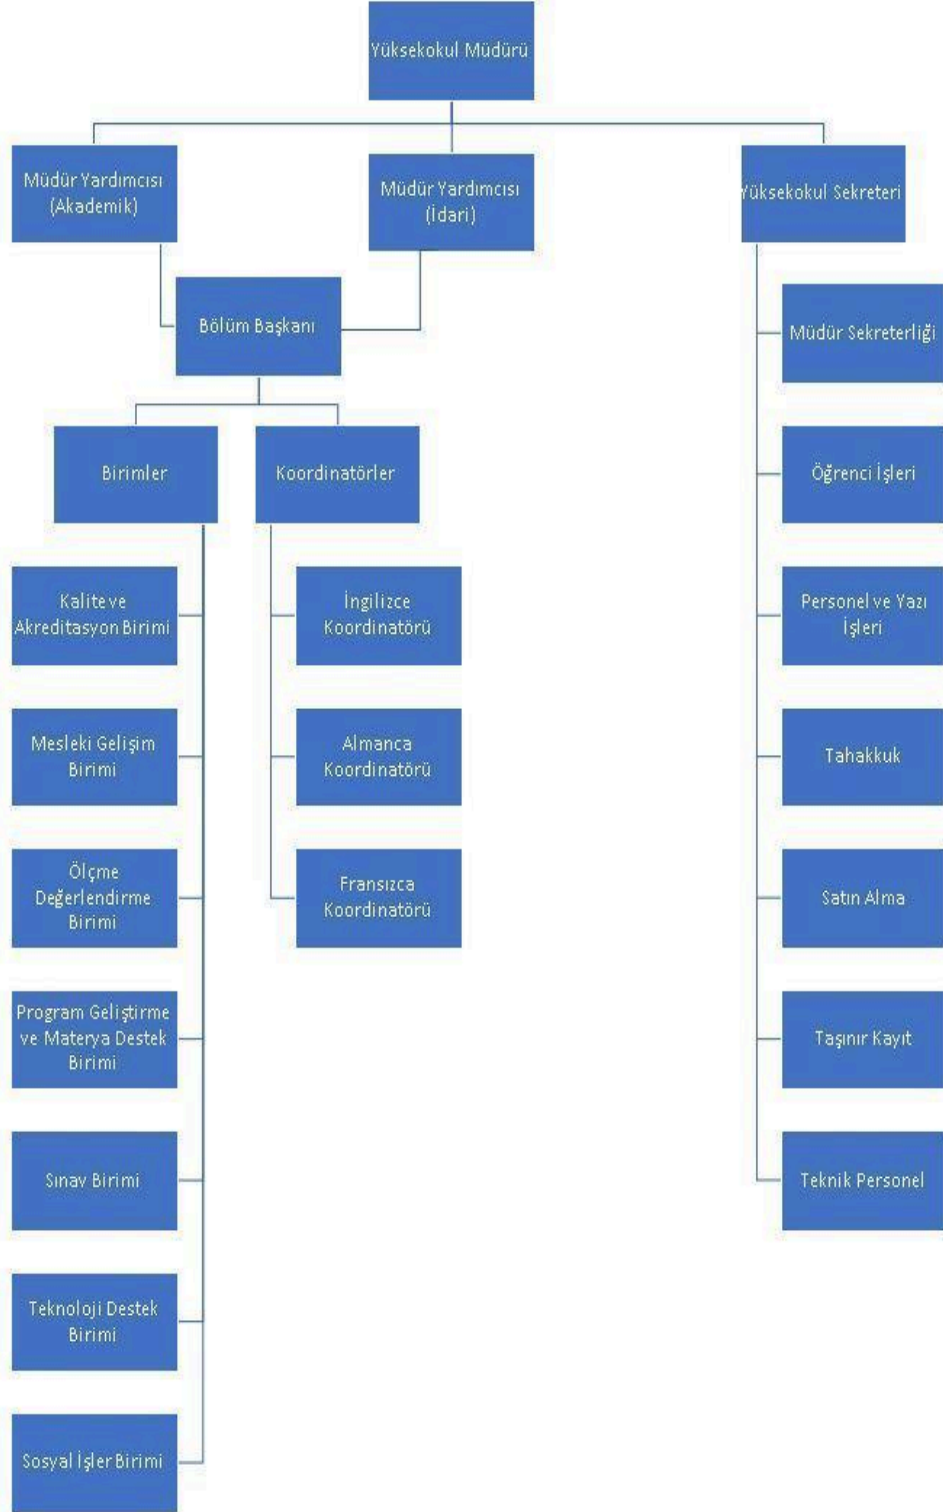 Yüksekokul Müdürü
Müdür Yardımcısı
(Akademik)
Müdür Yardımcısı
(İdari)
Yüksekokul Sekreteri
Bölüm Başkanı
Müdür Sekreterliği
Birimler
Koordinatörler
Öğrenci İşleri
Kalite ve
Akreditasyon Birimi
İngilizce
Koordinatörü
Personel ve Yazı
İşleri
Mesleki Gelişim
Birimi
Almanca
Koordinatörü
Tahakkuk
Ölçme
Değerlendirme
Birimi
Fransızca
Koordinatörü
Satın Alma
Program Geliştirme
ve Materya Destek
Birimi
Taşınır Kayıt
Sınav Birimi
Teknik Personel
Teknoloji Destek
Birimi
Sosyal İşler Birimi